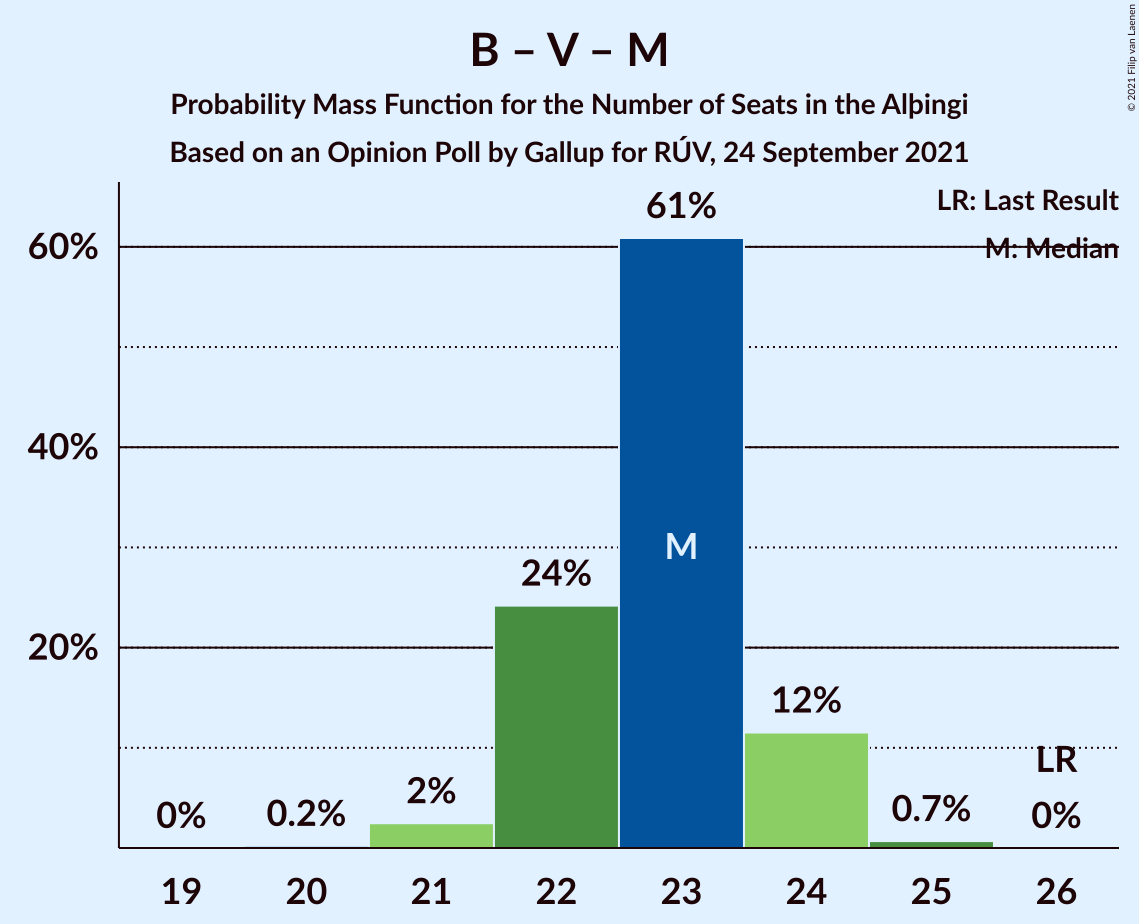 B – V – M
Probability Mass Function for the Number of Seats in the Alþingi
Based on an Opinion Poll by Gallup for RÚV, 24 September 2021
© 2021 Filip van Laenen
LR: Last Result
M: Median
60%
40%
20%
0%
0.2%
2%
24%
61%
M
12%
0.7%
LR
0%
19 20 21 22 23 24 25 26